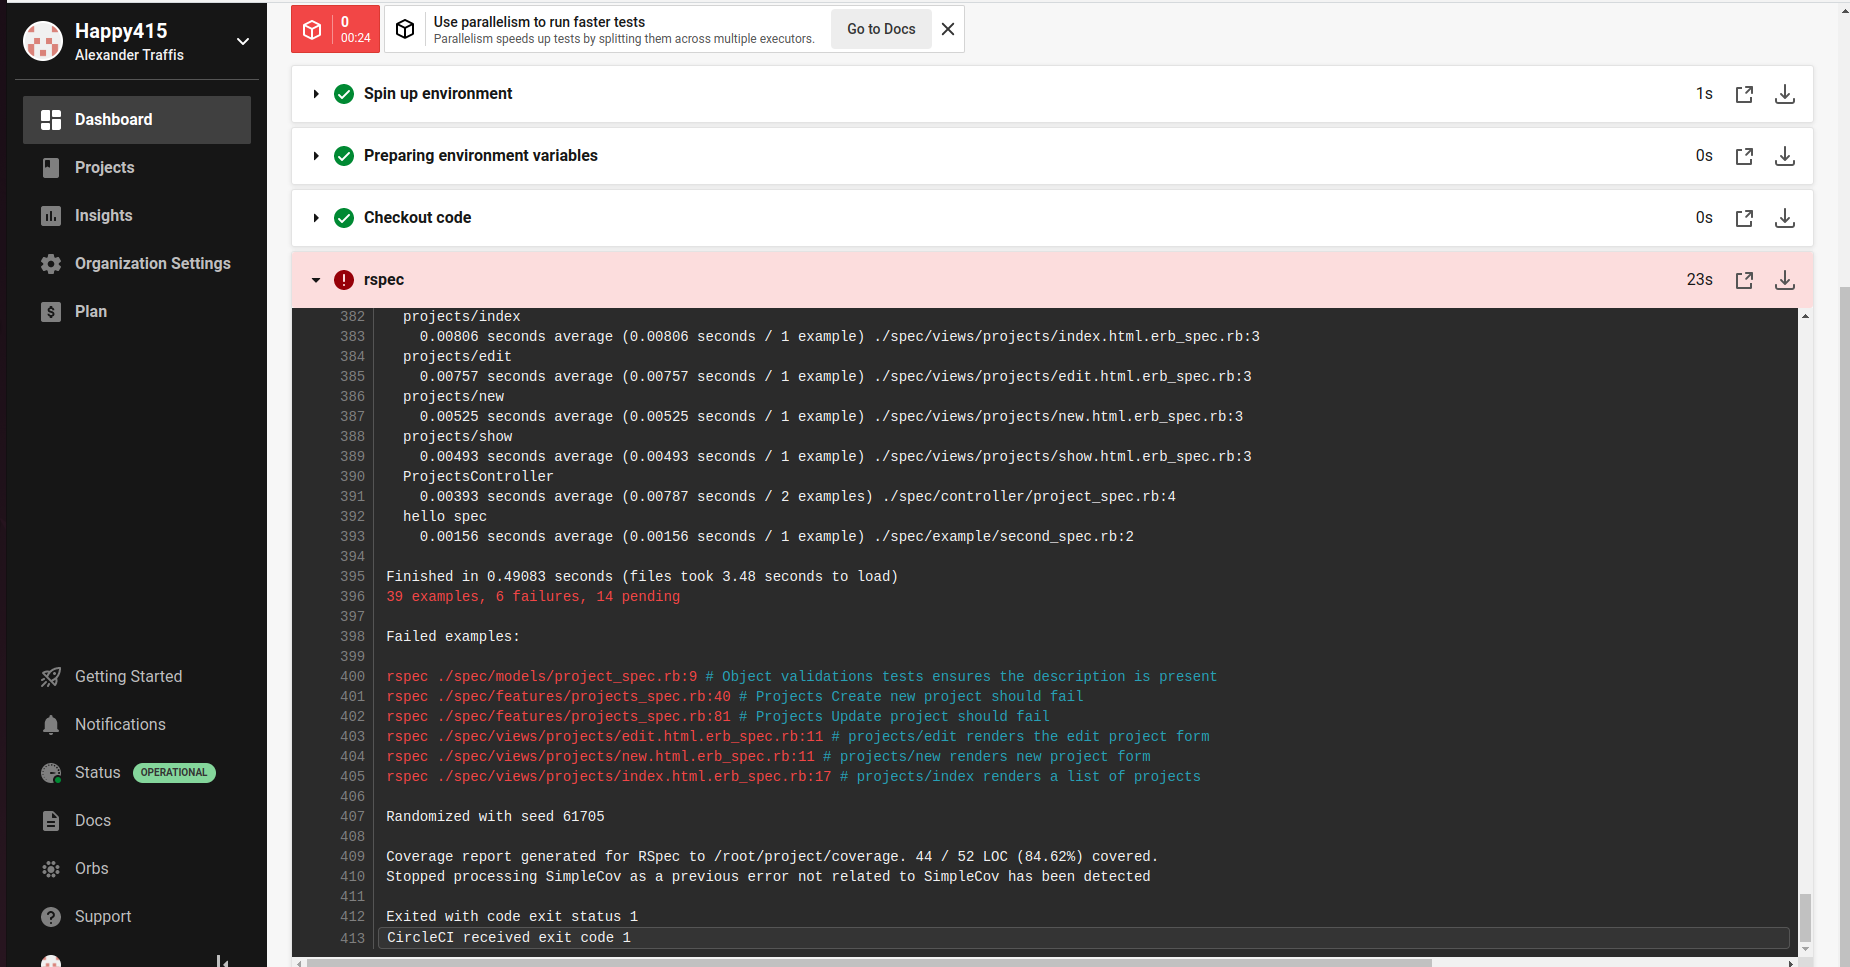 Happy415
Alexander Traffis
Dashboard
Projects
Insights
Organization Settings
Plan
Getting Started
Notifications
Status OPERATIONAL
Docs
Orbs
Support
0
00:24
Use parallelism to run faster tests
Parallelism speeds up tests by splitting them across multiple executors.
Go to Docs
Spin up environment 1s
Preparing environment variables 0s
Checkout code 0s
rspec 23s
382 projects/index
383 0.00806 seconds average (0.00806 seconds / 1 example) ./spec/views/projects/index.html.erb_spec.rb:3
384 projects/edit
385 0.00757 seconds average (0.00757 seconds / 1 example) ./spec/views/projects/edit.html.erb_spec.rb:3
386 projects/new
387 0.00525 seconds average (0.00525 seconds / 1 example) ./spec/views/projects/new.html.erb_spec.rb:3
388 projects/show
389 0.00493 seconds average (0.00493 seconds / 1 example) ./spec/views/projects/show.html.erb_spec.rb:3
390 ProjectsController
391 0.00393 seconds average (0.00787 seconds / 2 examples) ./spec/controller/project_spec.rb:4
392 hello spec
393 0.00156 seconds average (0.00156 seconds / 1 example) ./spec/example/second_spec.rb:2
394
395 Finished in 0.49083 seconds (files took 3.48 seconds to load)
396 39 examples, 6 failures, 14 pending
397
398 Failed examples:
399
400 rspec ./spec/models/project_spec.rb:9 # Object validations tests ensures the description is present
401 rspec ./spec/features/projects_spec.rb:40 # Projects Create new project should fail
402 rspec ./spec/features/projects_spec.rb:81 # Projects Update project should fail
403 rspec ./spec/views/projects/edit.html.erb_spec.rb:11 # projects/edit renders the edit project form
404 rspec ./spec/views/projects/new.html.erb_spec.rb:11 # projects/new renders new project form
405 rspec ./spec/views/projects/index.html.erb_spec.rb:17 # projects/index renders a list of projects
406
407 Randomized with seed 61705
408
409 Coverage report generated for RSpec to /root/project/coverage. 44 / 52 LOC (84.62%) covered.
410 Stopped processing SimpleCov as a previous error not related to SimpleCov has been detected
411
412 Exited with code exit status 1
413 CircleCI received exit code 1